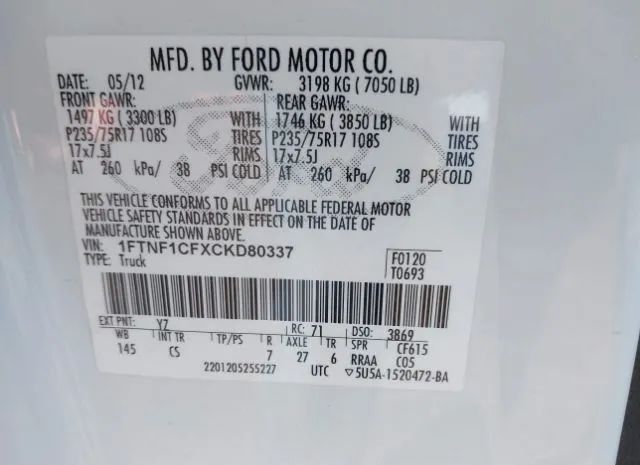 MFD. BY FORD MOTOR CO.
DATE: 05/12 GVWR: 3198 KG ( 7050 LB)
FRONT GAWR: REAR GAWR:
1497 KG ( 3300 LB) WITH 1746 KG ( 3850 LB) WITH
P235/75R17 108S TIRES P235/75R17 108S TIRES
17x7.5J RIMS 17x7.5J RIMS
AT 260 kPa/ 38 PSI COLD AT 260 kPa/ 38 PSI COLD
Ford
THIS VEHICLE CONFORMS TO ALL APPLICABLE FEDERAL MOTOR
VEHICLE SAFETY STANDARDS IN EFFECT ON THE DATE OF
MANUFACTURE SHOWN ABOVE.
VIN: 1FTNF1CFXCKD80337 F0120
TYPE: Truck T0693
EXT PNT: YZ RC: 71 DSO: 3869
WB INT TR TP/PS R AXLE TR SPR CF615
145 CS 7 27 6 RRAA C05
2201205255227 UTC ▽5U5A-1520472-BA